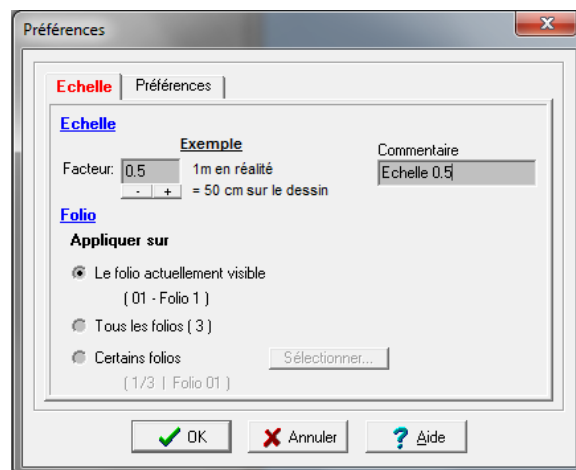 Préférences
Echelle Préférences
Echelle
Exemple
Commentaire
Facteur: 0.5 1m en réalité Echelle 0.5
- + = 50 cm sur le dessin
Folio
Appliquer sur
Le folio actuellement visible
( 01 - Folio 1 )
Tous les folios ( 3 )
Certains folios Sélectionner...
( 1/3 | Folio 01 )
OK Annuler ? Aide